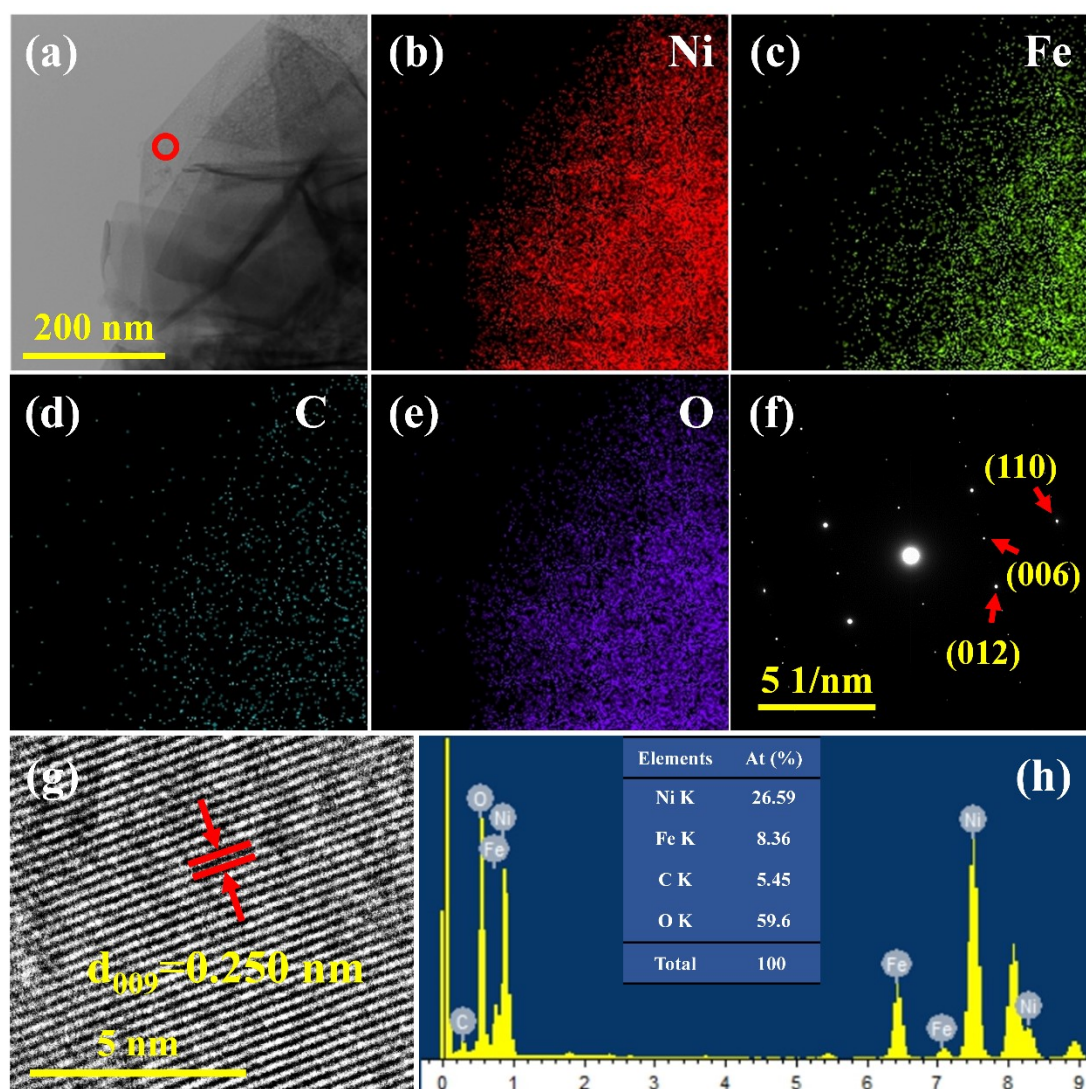 (a)
200 nm
(b) Ni
(c) Fe
(d) C
(e) O
(f)
(110)
(006)
(012)
5 1/nm
(g)
d₀₀₉=0.250 nm
5 nm
(h)
Elements At (%)
Ni K 26.59
Fe K 8.36
C K 5.45
O K 59.6
Total 100
O
Ni
Fe
C
Ni
Fe
Fe
Ni
0 1 2 3 4 5 6 7 8 9